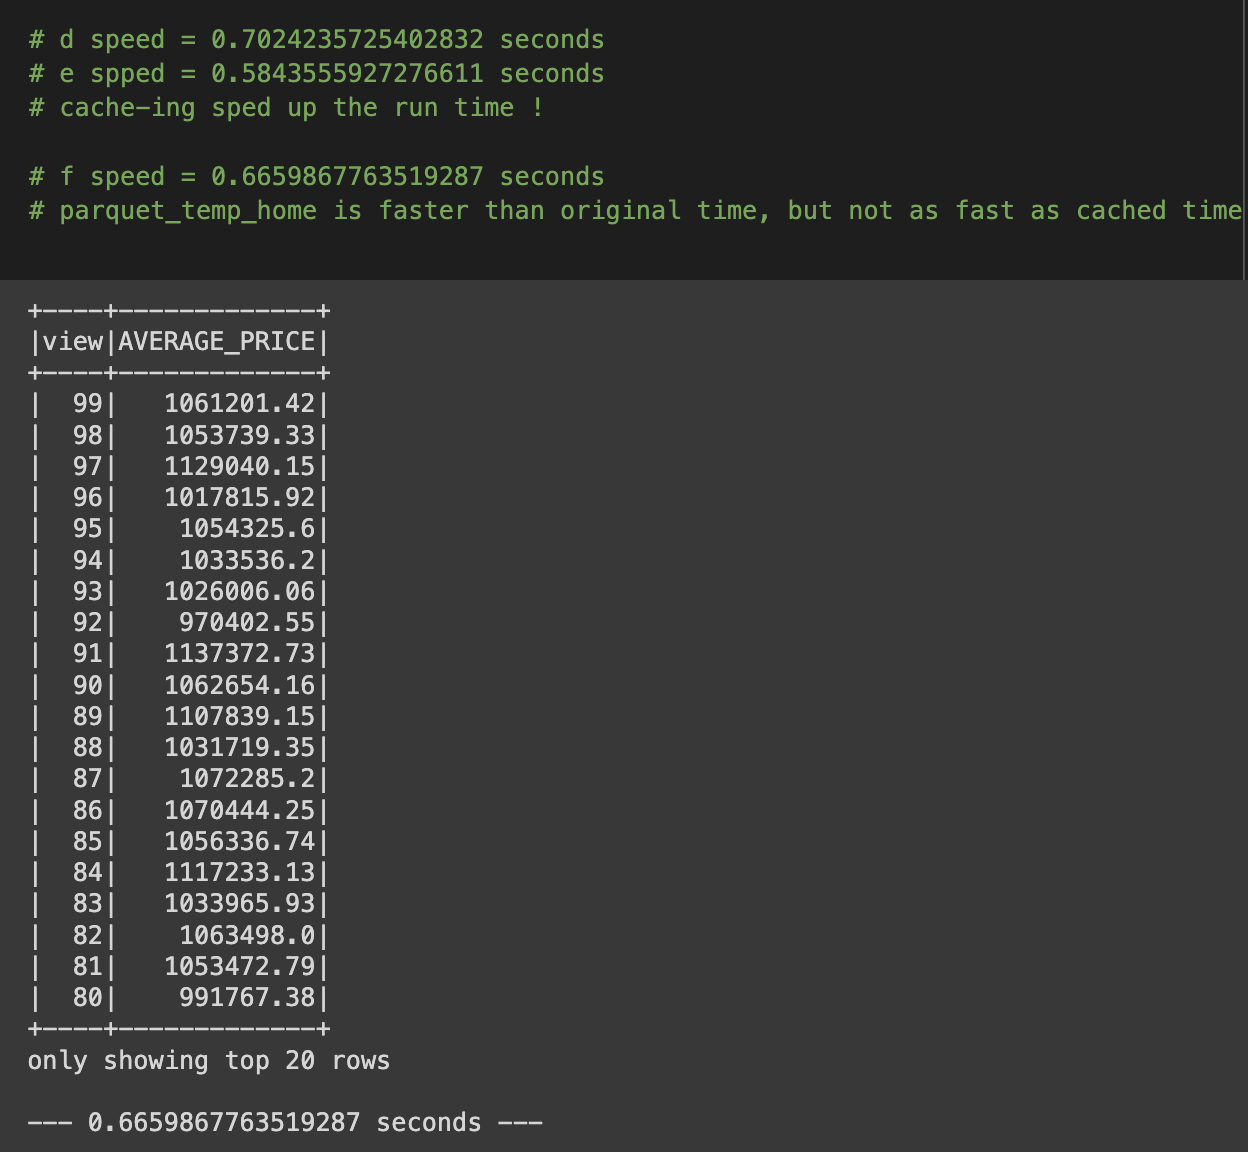 # d speed = 0.7024235725402832 seconds
# e spped = 0.5843555927276611 seconds
# cache-ing sped up the run time !
# f speed = 0.6659867763519287 seconds
# parquet_temp_home is faster than original time, but not as fast as cached time
+----+-------------+
|view|AVERAGE_PRICE|
+----+-------------+
|  99|   1061201.42|
|  98|   1053739.33|
|  97|   1129040.15|
|  96|   1017815.92|
|  95|    1054325.6|
|  94|    1033536.2|
|  93|   1026006.06|
|  92|    970402.55|
|  91|   1137372.73|
|  90|   1062654.16|
|  89|   1107839.15|
|  88|   1031719.35|
|  87|    1072285.2|
|  86|   1070444.25|
|  85|   1056336.74|
|  84|   1117233.13|
|  83|   1033965.93|
|  82|    1063498.0|
|  81|   1053472.79|
|  80|    991767.38|
+----+-------------+
only showing top 20 rows
--- 0.6659867763519287 seconds ---